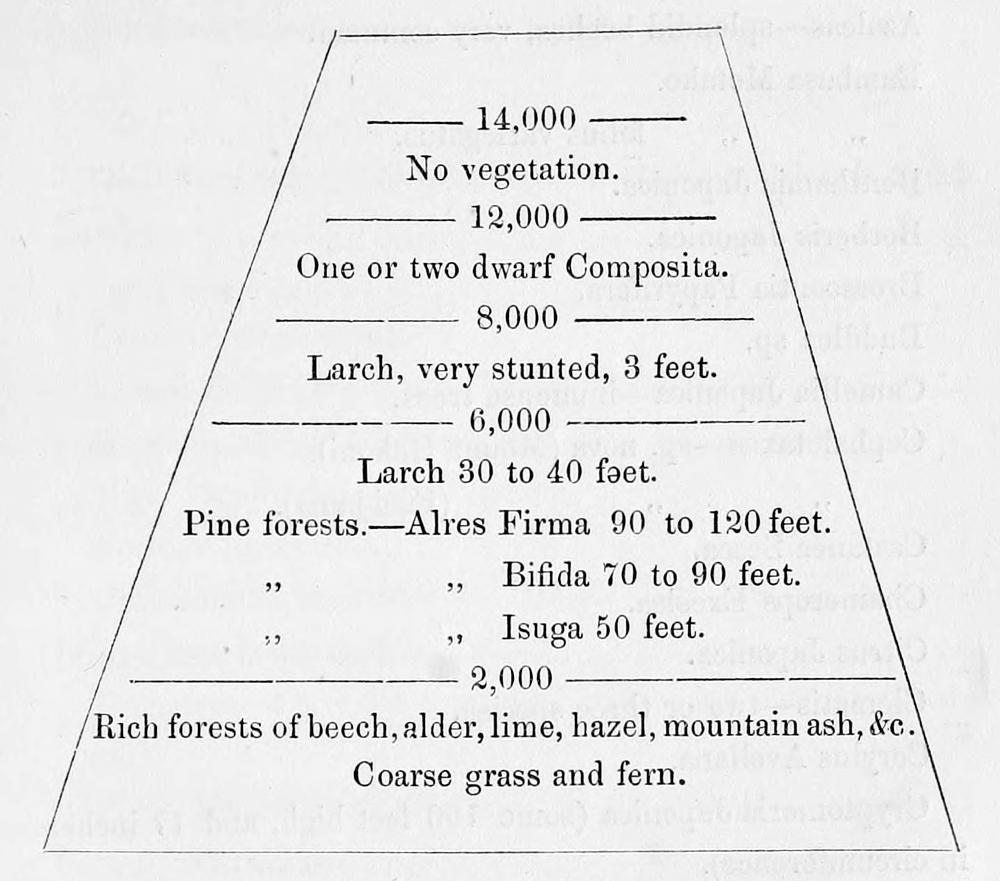 14,000
No vegetation.
12,000
One or two dwarf Composita.
8,000
Larch, very stunted, 3 feet.
6,000
Larch 30 to 40 feet.
Pine forests.—Alres Firma 90 to 120 feet.
„ „ Bifida 70 to 90 feet.
„ „ Isuga 50 feet.
2,000
Rich forests of beech, alder, lime, hazel, mountain ash, &c.
Coarse grass and fern.